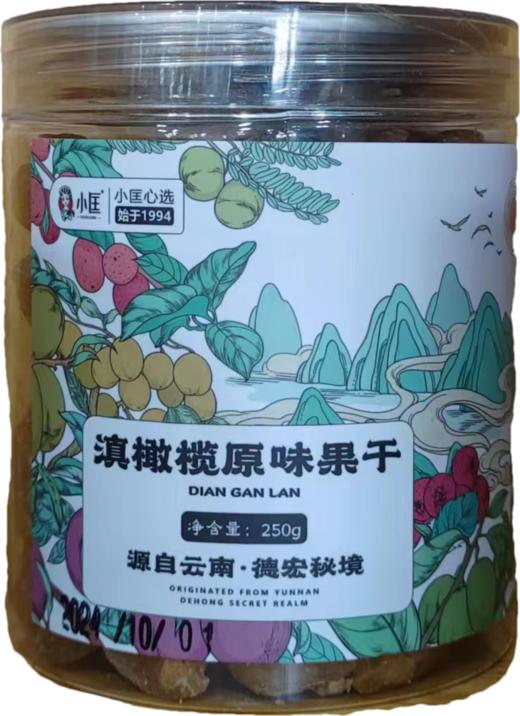 小匡®
小匡心选
始于1994
滇橄榄原味果干
DIAN GAN LAN
净含量：250g
源自云南·德宏秘境
ORIGINATED FROM YUNNAN
DEHONG SECRET REALM
2024/10/01